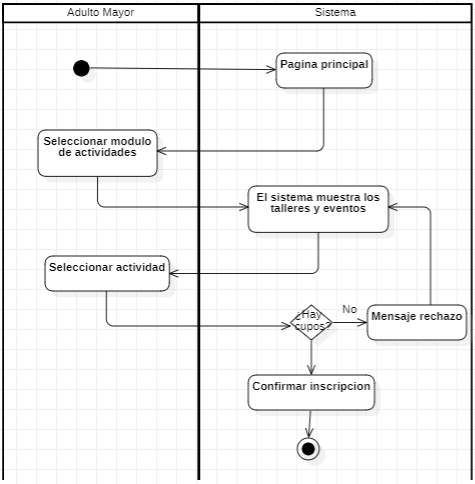 Adulto Mayor
Sistema
Pagina principal
Seleccionar modulo
de actividades
El sistema muestra los
talleres y eventos
Seleccionar actividad
¿Hay
cupos?
No
Mensaje rechazo
Confirmar inscripcion